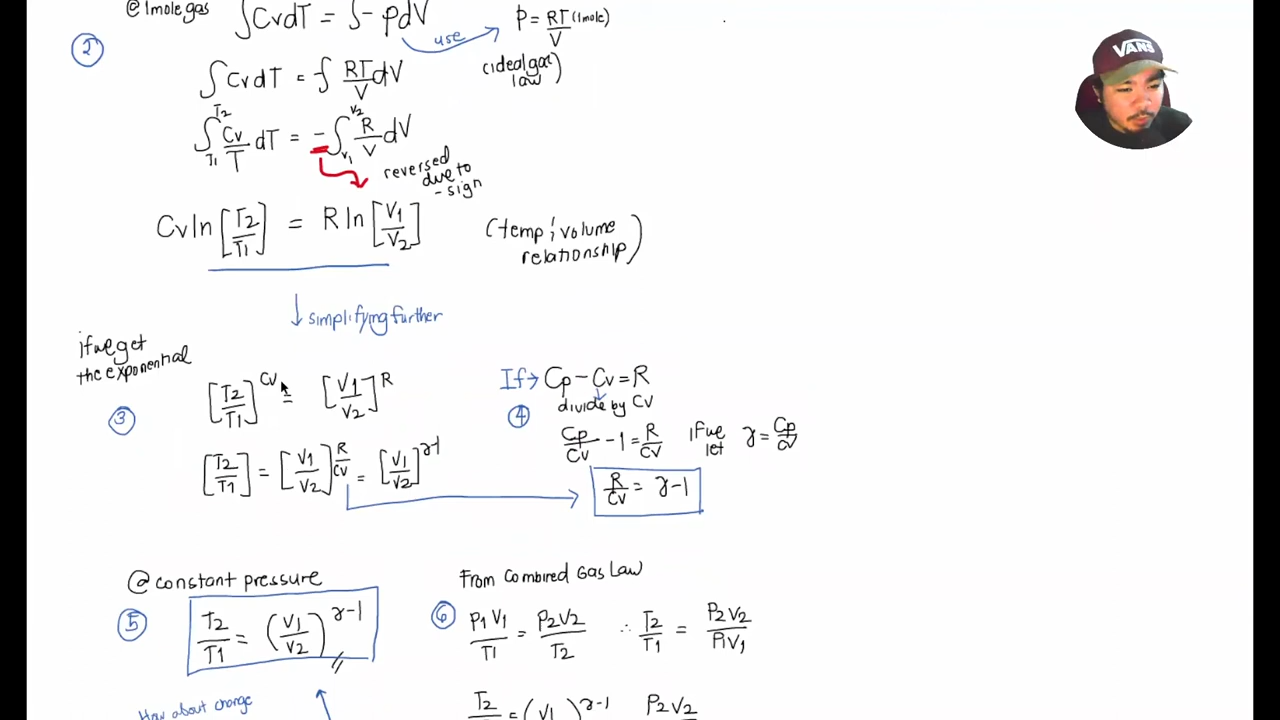 @ 1mole gas
∫CvdT = ∫- pdV
use
P = RT/V (1mole)
(ideal gas law)
②
∫CvdT = -∫ RT/V dV
∫T1^T2 Cv/T dT = -∫V1^V2 R/V dV
reversed due to - sign
Cv ln [T2/T1] = R ln [V1/V2]
(temp ; volume relationship)
↓ simplifying further
if we get the exponential
③
[T2/T1]^Cv = [V1/V2]^R
[T2/T1] = [V1/V2]^R/Cv = [V1/V2]^γ-1
If → Cp - Cv = R
④
divide by Cv
Cp/Cv - 1 = R/Cv if we let γ = Cp/Cv
R/Cv = γ-1
@ constant pressure
⑤
T2/T1 = (V1/V2)^γ-1
How about change
From Combined Gas Law
⑥
P1V1/T1 = P2V2/T2 ∴ T2/T1 = P2V2/P1V1
T2 = (V1)^γ-1 P2V2
VANS